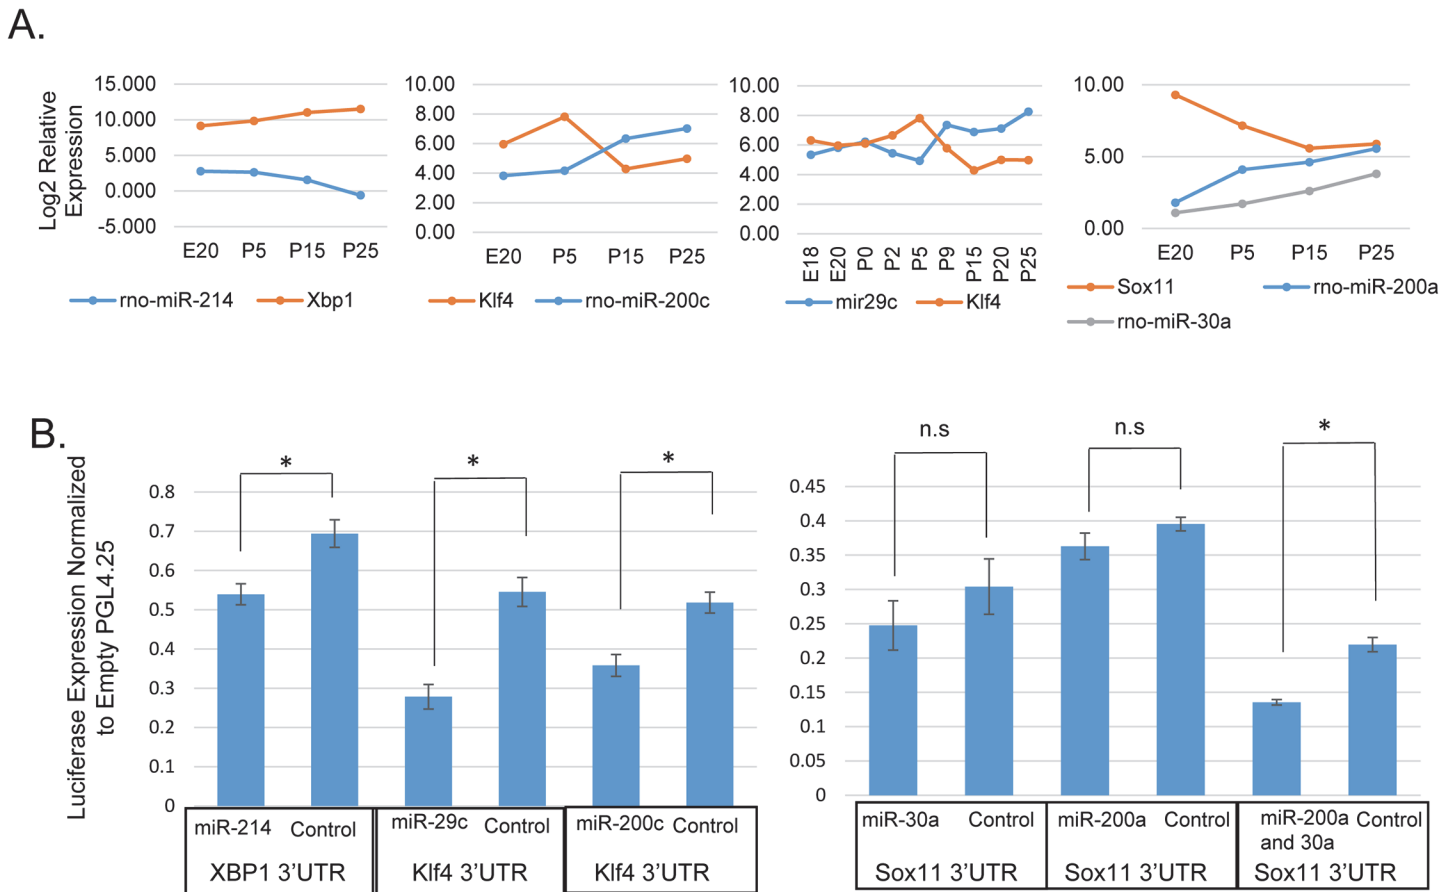 A.
Log2 Relative
Expression
15.000
10.000
5.000
0.000
-5.000
E20 P5 P15 P25
rno-miR-214 Xbp1
10.00
8.00
6.00
4.00
2.00
0.00
E20 P5 P15 P25
Klf4 rno-miR-200c
10.00
8.00
6.00
4.00
2.00
0.00
E18 E20 P0 P2 P5 P9 P15 P20 P25
mir29c Klf4
10.00
5.00
0.00
E20 P5 P15 P25
Sox11 rno-miR-200a
rno-miR-30a
B.
Luciferase Expression Normalized
to Empty PGL4.25
* * *
0.8
0.7
0.6
0.5
0.4
0.3
0.2
0.1
0
miR-214 Control miR-29c Control miR-200c Control
XBP1 3’UTR Klf4 3’UTR Klf4 3’UTR
n.s n.s *
0.45
0.4
0.35
0.3
0.25
0.2
0.15
0.1
0.05
0
miR-30a Control miR-200a Control miR-200a Control
and 30a
Sox11 3’UTR Sox11 3’UTR Sox11 3’UTR